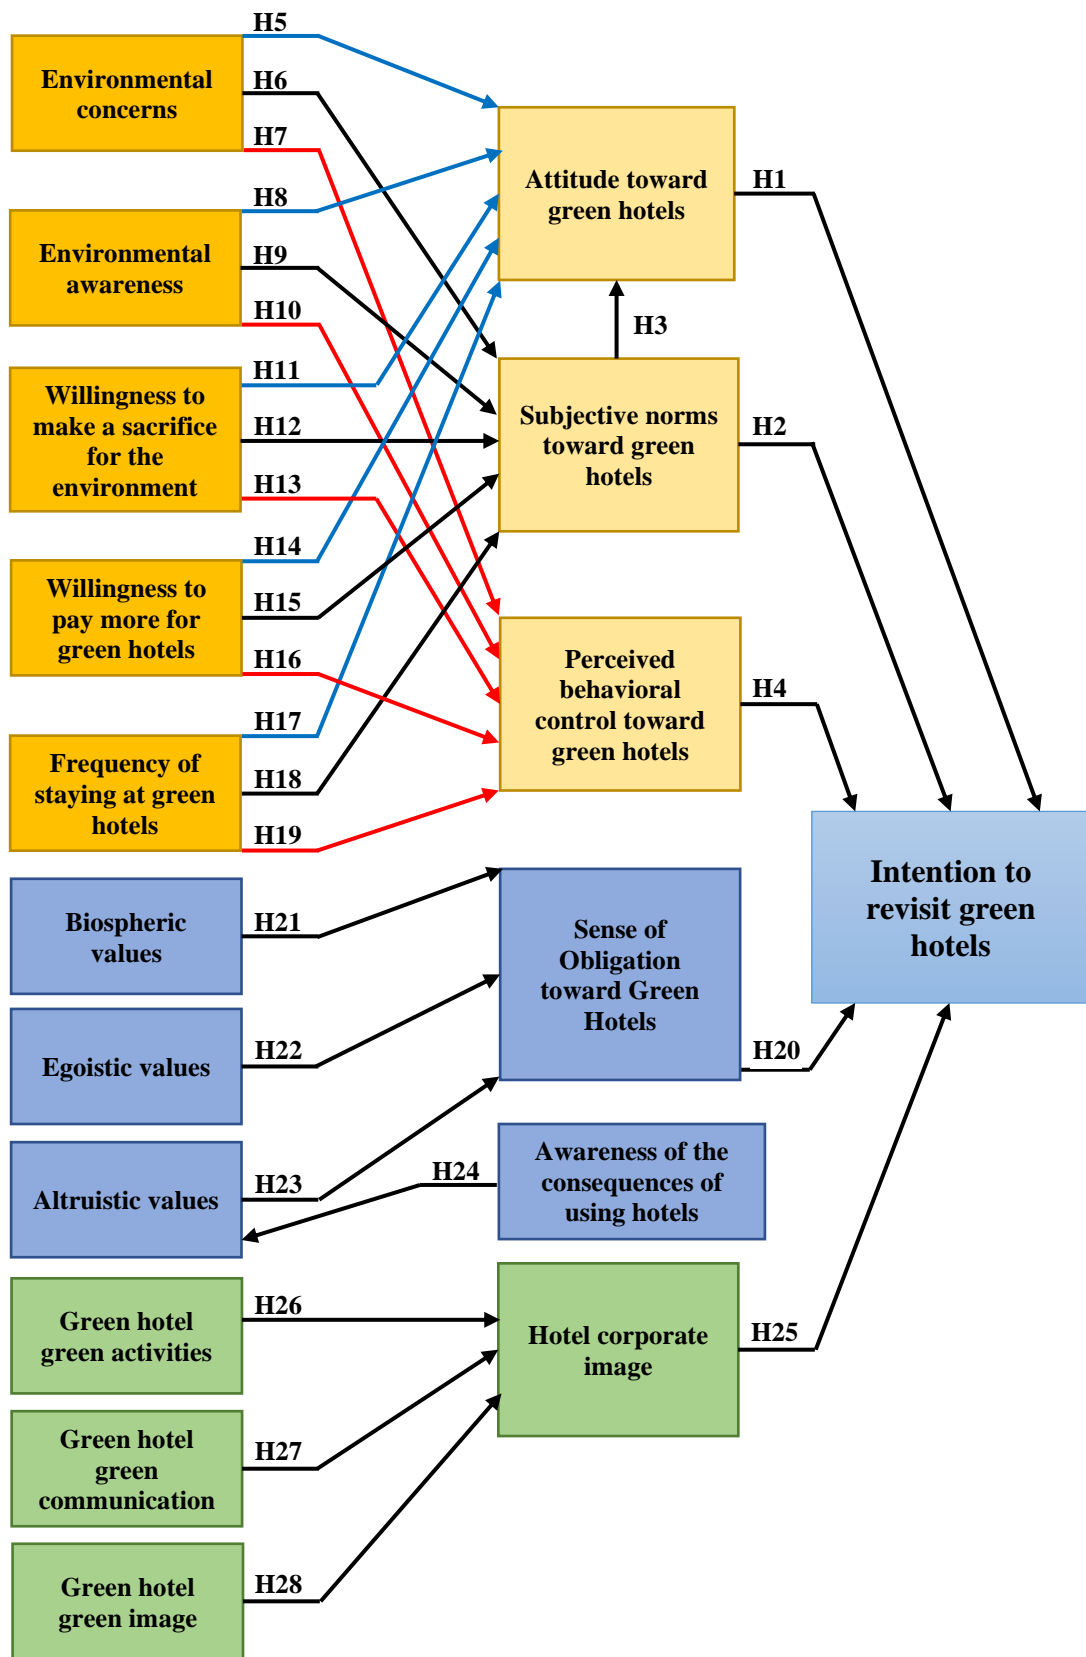 H5
Environmental
concerns
H6
H7
Attitude toward
green hotels
H1
H8
Environmental
awareness
H9
H10
H3
H11
Willingness to
make a sacrifice
for the
environment
H12
H13
Subjective norms
toward green
hotels
H2
H14
Willingness to
pay more for
green hotels
H15
H16
Perceived
behavioral
control toward
green hotels
H4
H17
Frequency of
staying at green
hotels
H18
H19
Intention to
revisit green
hotels
Biospheric
values
H21
Sense of
Obligation
toward Green
Hotels
H20
Egoistic values
H22
Altruistic values
H23
H24
Awareness of the
consequences of
using hotels
Green hotel
green activities
H26
Hotel corporate
image
H25
Green hotel
green
communication
H27
Green hotel
green image
H28